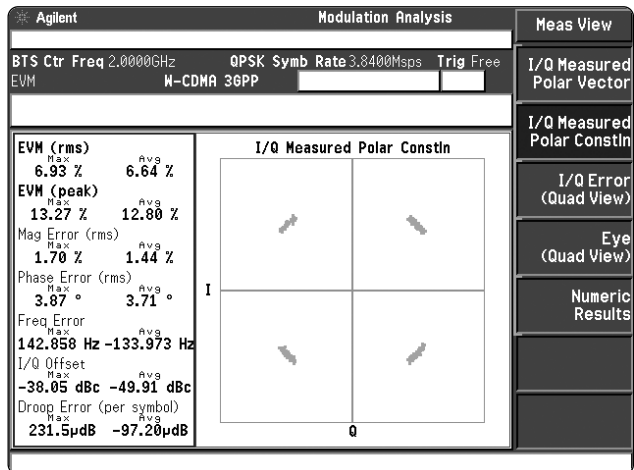 Agilent
Modulation Analysis
BTS Ctr Freq 2.0000GHz QPSK Symb Rate 3.8400Msps Trig Free
EVM W-CDMA 3GPP
EVM (rms)
Max Avg
6.93 % 6.64 %
EVM (peak)
Max Avg
13.27 % 12.80 %
Mag Error (rms)
Max Avg
1.70 % 1.44 %
Phase Error (rms)
Max Avg
3.87 ° 3.71 °
Freq Error
Max Avg
142.858 Hz -133.973 Hz
I/Q Offset
Max Avg
-38.05 dBc -49.91 dBc
Droop Error (per symbol)
Max Avg
231.5µdB -97.20µdB
I/Q Measured Polar Constln
I
Q
Meas View
I/Q Measured
Polar Vector
I/Q Measured
Polar Constln
I/Q Error
(Quad View)
Eye
(Quad View)
Numeric
Results